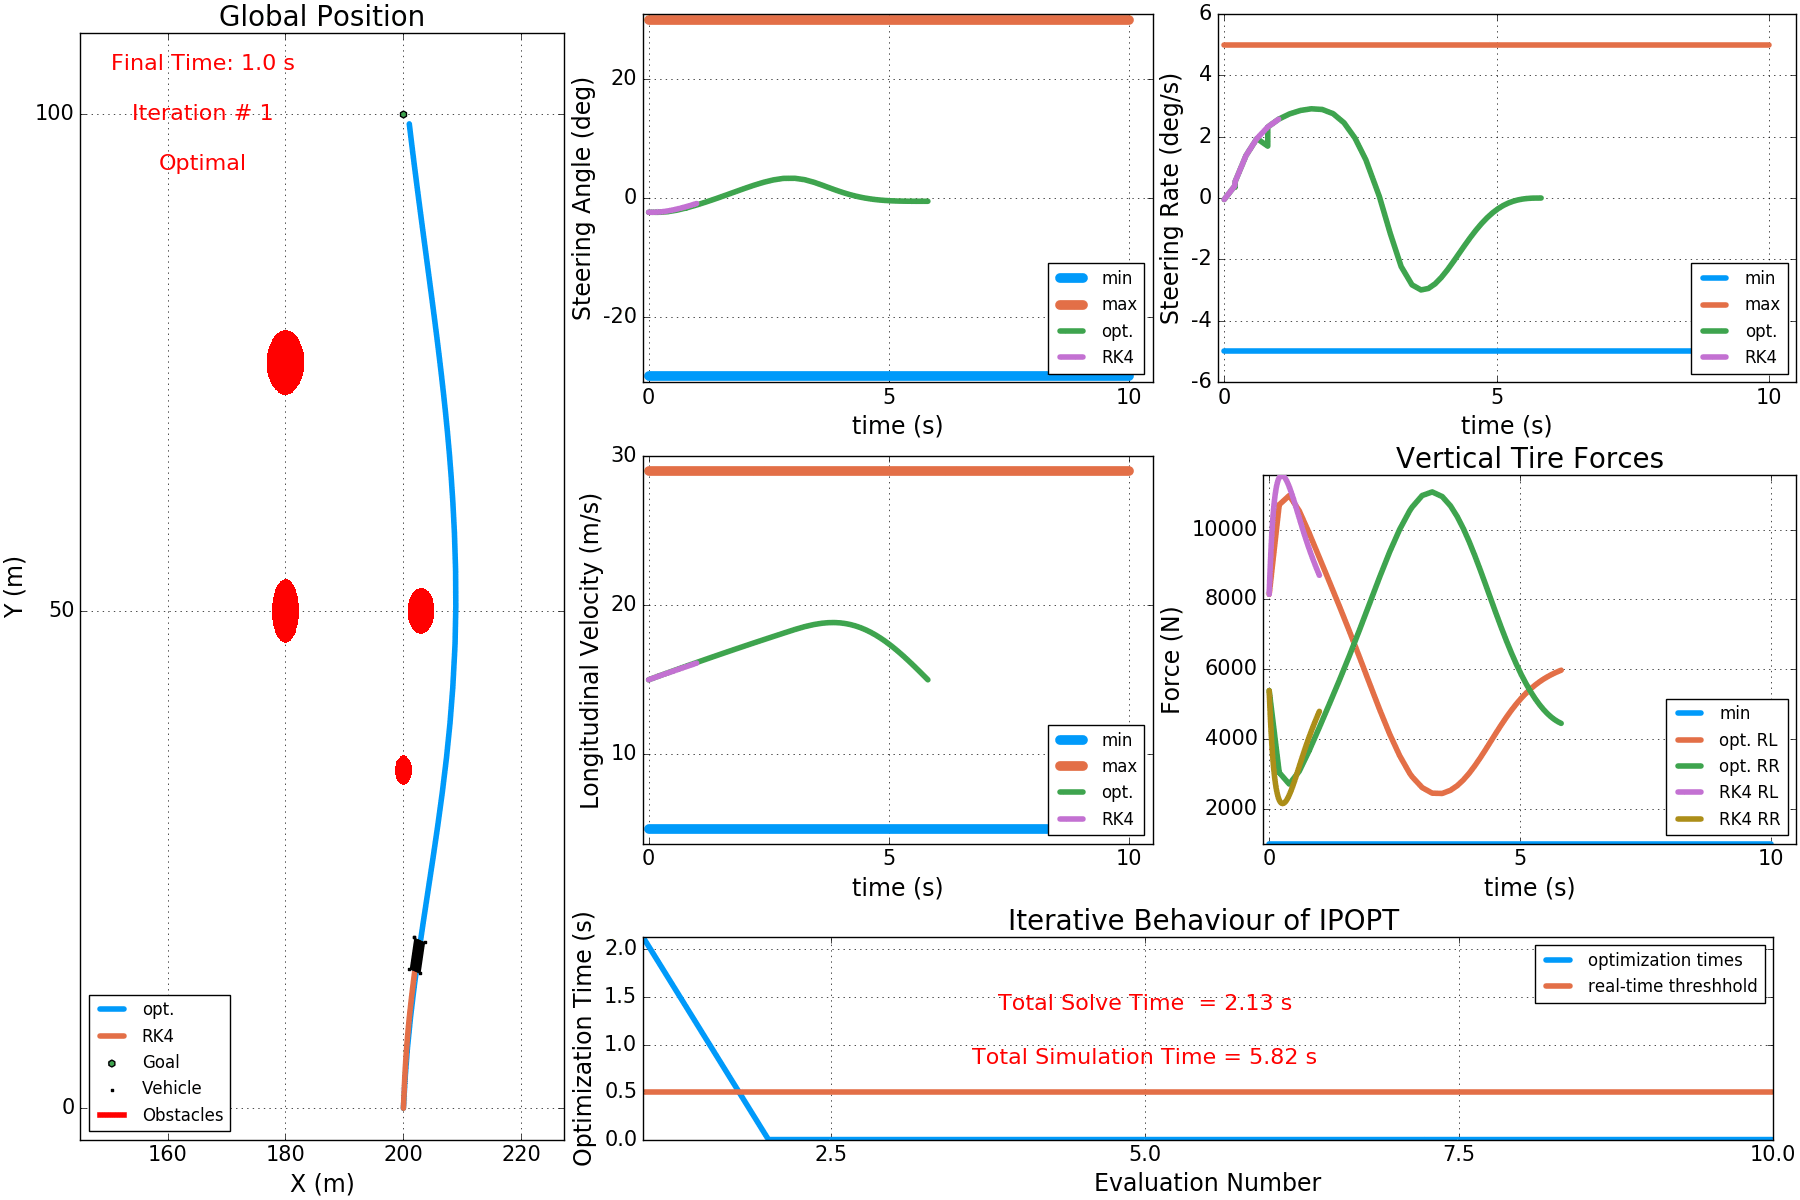 Global Position
Final Time: 1.0 s
Iteration # 1
Optimal
100
50
0
Y (m)
160
180
200
220
X (m)
opt.
RK4
Goal
Vehicle
Obstacles
20
0
-20
Steering Angle (deg)
0
5
10
time (s)
min
max
opt.
RK4
6
4
2
0
-2
-4
-6
Steering Rate (deg/s)
0
5
10
time (s)
min
max
opt.
RK4
30
20
10
Longitudinal Velocity (m/s)
0
5
10
time (s)
min
max
opt.
RK4
Vertical Tire Forces
10000
8000
6000
4000
2000
Force (N)
0
5
10
time (s)
min
opt. RL
opt. RR
RK4 RL
RK4 RR
Iterative Behaviour of IPOPT
2.0
1.5
1.0
0.5
0.0
Optimization Time (s)
Total Solve Time = 2.13 s
Total Simulation Time = 5.82 s
optimization times
real-time threshhold
2.5
5.0
7.5
10.0
Evaluation Number